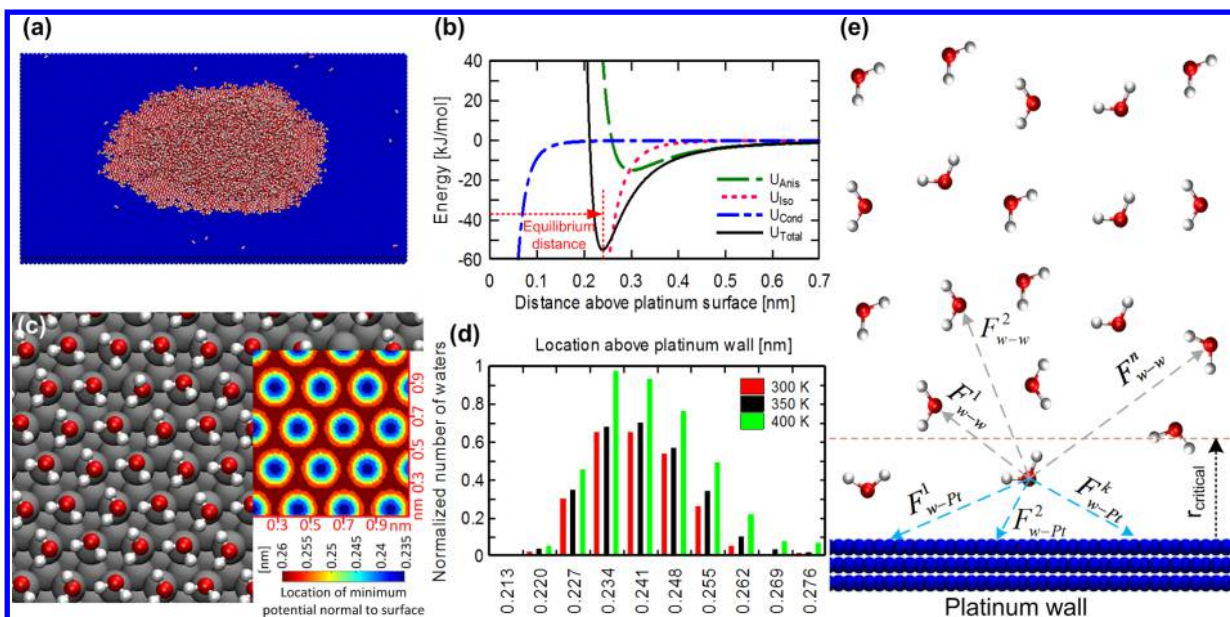 (a)
(b)
40
20
0
-20
-40
-60
Energy [kJ/mol]
U_Anis
U_Iso
U_Cond
U_Total
Equilibrium
distance
0 0.1 0.2 0.3 0.4 0.5 0.6 0.7
Distance above platinum surface [nm]
(c)
0.9
0.7
0.5
0.3
nm
0.3 0.5 0.7 0.9 nm
[nm]
0.26
0.255
0.25
0.245
0.24
0.235
Location of minimum
potential normal to surface
(d)
Location above platinum wall [nm]
1
0.8
0.6
0.4
0.2
0
Normalized number of waters
300 K
350 K
400 K
0.213
0.220
0.227
0.234
0.241
0.248
0.255
0.262
0.269
0.276
(e)
F^2_{w-w}
F^n_{w-w}
F^1_{w-w}
F^1_{w-Pt}
F^2_{w-Pt}
F^k_{w-Pt}
r_critical
Platinum wall